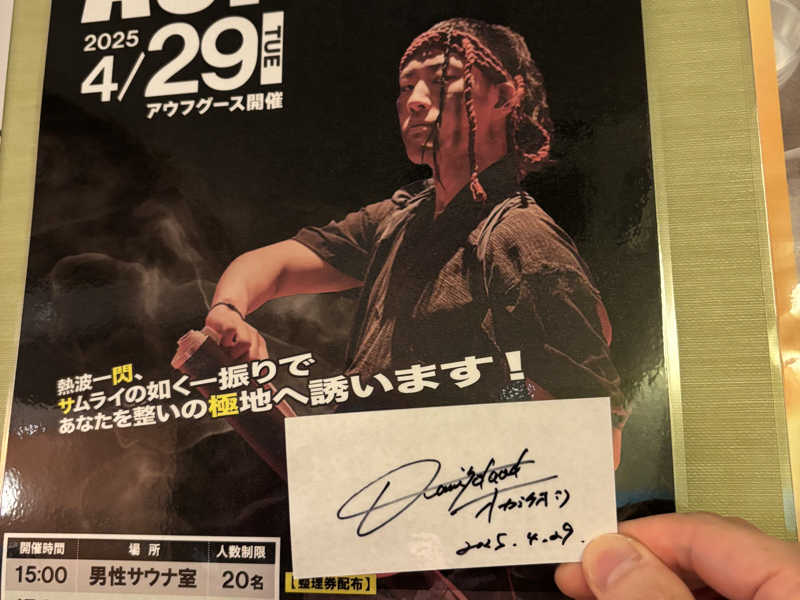 2025
4/29 TUE
アウフグース開催
熱波一閃、
サムライの如く一振りで
あなたを整いの極地へ誘います！
開催時間 場所 人数制限
15:00 男性サウナ室 20名
【整理券配布】
2025.4.29.